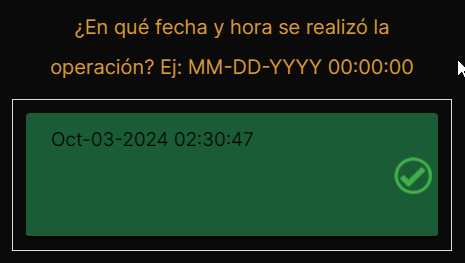 ¿En qué fecha y hora se realizó la
operación? Ej: MM-DD-YYYY 00:00:00
Oct-03-2024 02:30:47